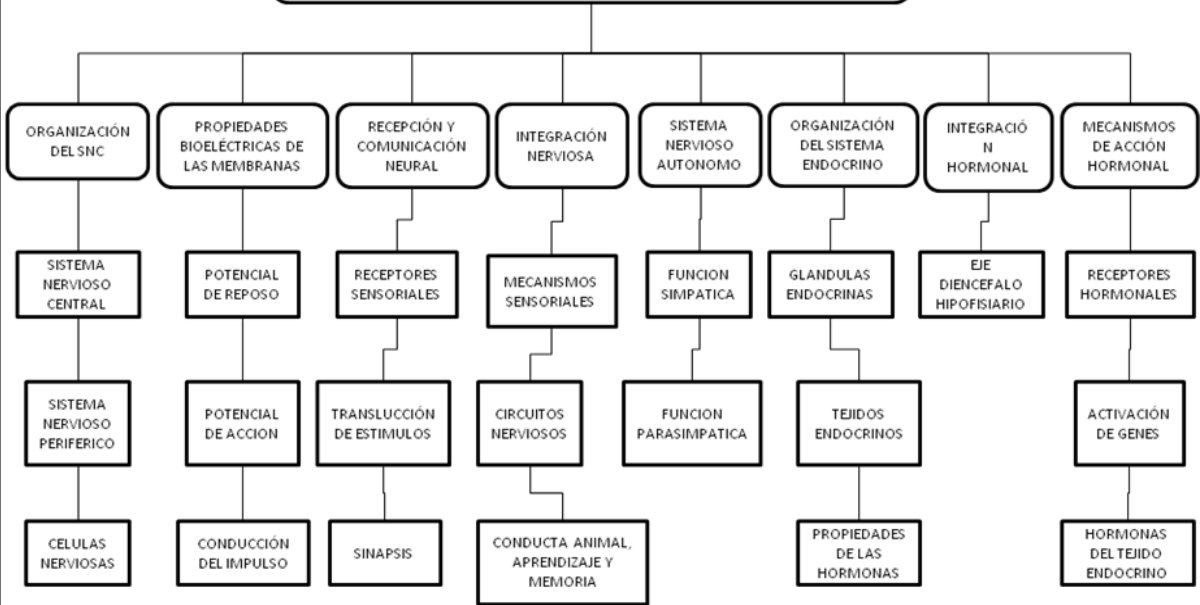 ORGANIZACIÓN
DEL SNC
PROPIEDADES
BIOELÉCTRICAS DE
LAS MEMBRANAS
RECEPCIÓN Y
COMUNICACIÓN
NEURAL
INTEGRACIÓN
NERVIOSA
SISTEMA
NERVIOSO
AUTONOMO
ORGANIZACIÓN
DEL SISTEMA
ENDOCRINO
INTEGRACIÓ
N
HORMONAL
MECANISMOS
DE ACCIÓN
HORMONAL
SISTEMA
NERVIOSO
CENTRAL
POTENCIAL
DE REPOSO
RECEPTORES
SENSORIALES
MECANISMOS
SENSORIALES
FUNCION
SIMPATICA
GLANDULAS
ENDOCRINAS
EJE
DIENCEFALO
HIPOFISIARIO
RECEPTORES
HORMONALES
SISTEMA
NERVIOSO
PERIFERICO
POTENCIAL
DE ACCION
TRANSLUCCIÓN
DE ESTIMULOS
CIRCUITOS
NERVIOSOS
FUNCION
PARASIMPATICA
TEJIDOS
ENDOCRINOS
ACTIVACIÓN
DE GENES
CELULAS
NERVIOSAS
CONDUCCIÓN
DEL IMPULSO
SINAPSIS
CONDUCTA ANIMAL,
APRENDIZAJE Y
MEMORIA
PROPIEDADES
DE LAS
HORMONAS
HORMONAS
DEL TEJIDO
ENDOCRINO